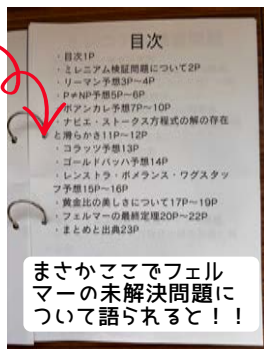 目次
・目次1P
・ミレニアム検証問題について2P
・リーマン予想3P〜4P
・P≠NP予想5P〜6P
・ポアンカレ予想7P〜10P
・ナビエ・ストークス方程式の解の存在
と滑らかさ11P〜12P
・コラッツ予想13P
・ゴールドバッハ予想14P
・レンストラ・ポメランス・ワグスタッ
フ予想15P〜16P
・黄金比の美しさについて17P〜19P
・フェルマーの最終定理20P〜22P
・まとめと出典23P
まさかここでフェル
マーの未解決問題に
ついて語られると！！